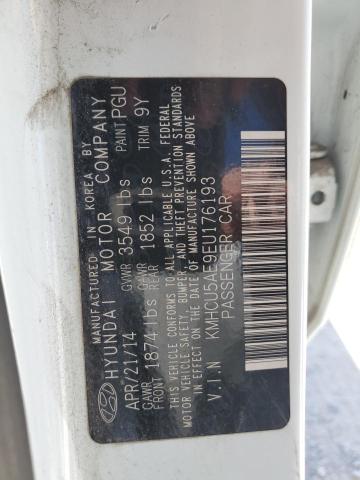 MANUFACTURED IN KOREA BY
HYUNDAI MOTOR COMPANY
APR/21/14 GVWR 3549 lbs PAINT PGU
GAWR FRONT 1874 lbs GAWR REAR 1852 lbs TRIM 9Y
THIS VEHICLE CONFORMS TO ALL APPLICABLE U.S.A. FEDERAL
MOTOR VEHICLE SAFETY, BUMPER, AND THEFT PREVENTION STANDARDS
IN EFFECT ON THE DATE OF MANUFACTURE SHOWN ABOVE.
V.I.N KMHCU5AE9EU176193
PASSENGER CAR